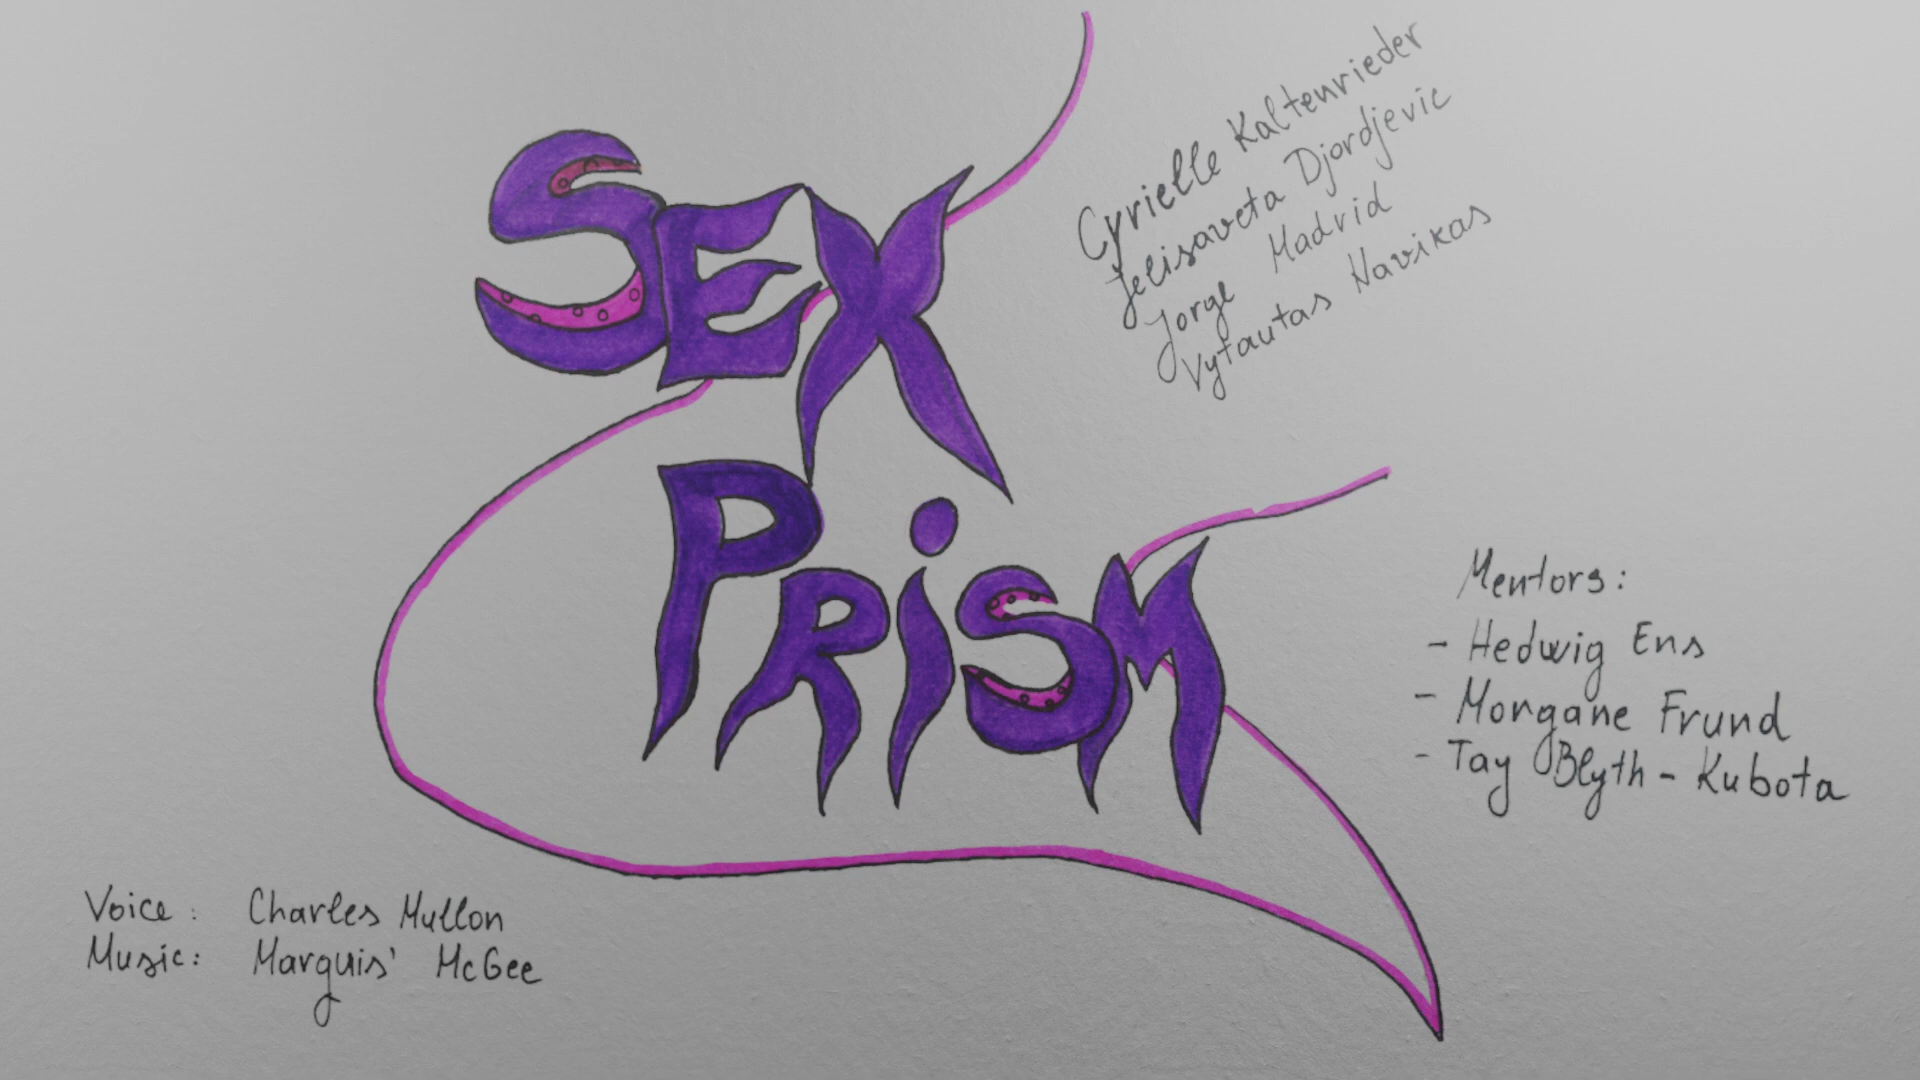 SEX
PRiSM
Cyrielle Kaltenrieder
Jelisaveta Djordjevic
Jorge Madrid
Vytautas Navikas
Mentors:
- Hedwig Ens
- Morgane Frund
- Tay Blyth-Kubota
Voice: Charles Mullon
Music: Marquis' McGee